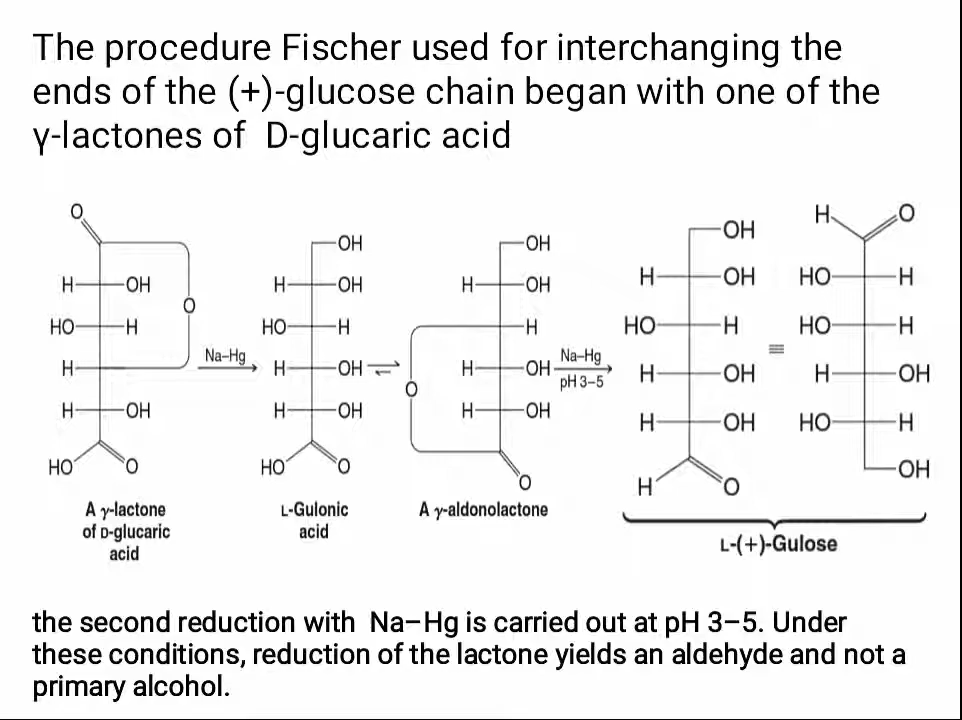 The procedure Fischer used for interchanging the
ends of the (+)-glucose chain began with one of the
γ-lactones of D-glucaric acid
O
H OH
HO H
H
H OH
HO O
O
A γ-lactone
of D-glucaric
acid
Na–Hg
OH
H OH
HO H
H OH
H OH
HO O
L-Gulonic
acid
OH
H OH
H
H OH
H OH
O
O
A γ-aldonolactone
Na–Hg
pH 3–5
OH
H OH
HO H
H OH
H OH
H O
≡
H O
HO H
HO H
H OH
HO H
OH
L-(+)-Gulose
the second reduction with Na–Hg is carried out at pH 3–5. Under
these conditions, reduction of the lactone yields an aldehyde and not a
primary alcohol.